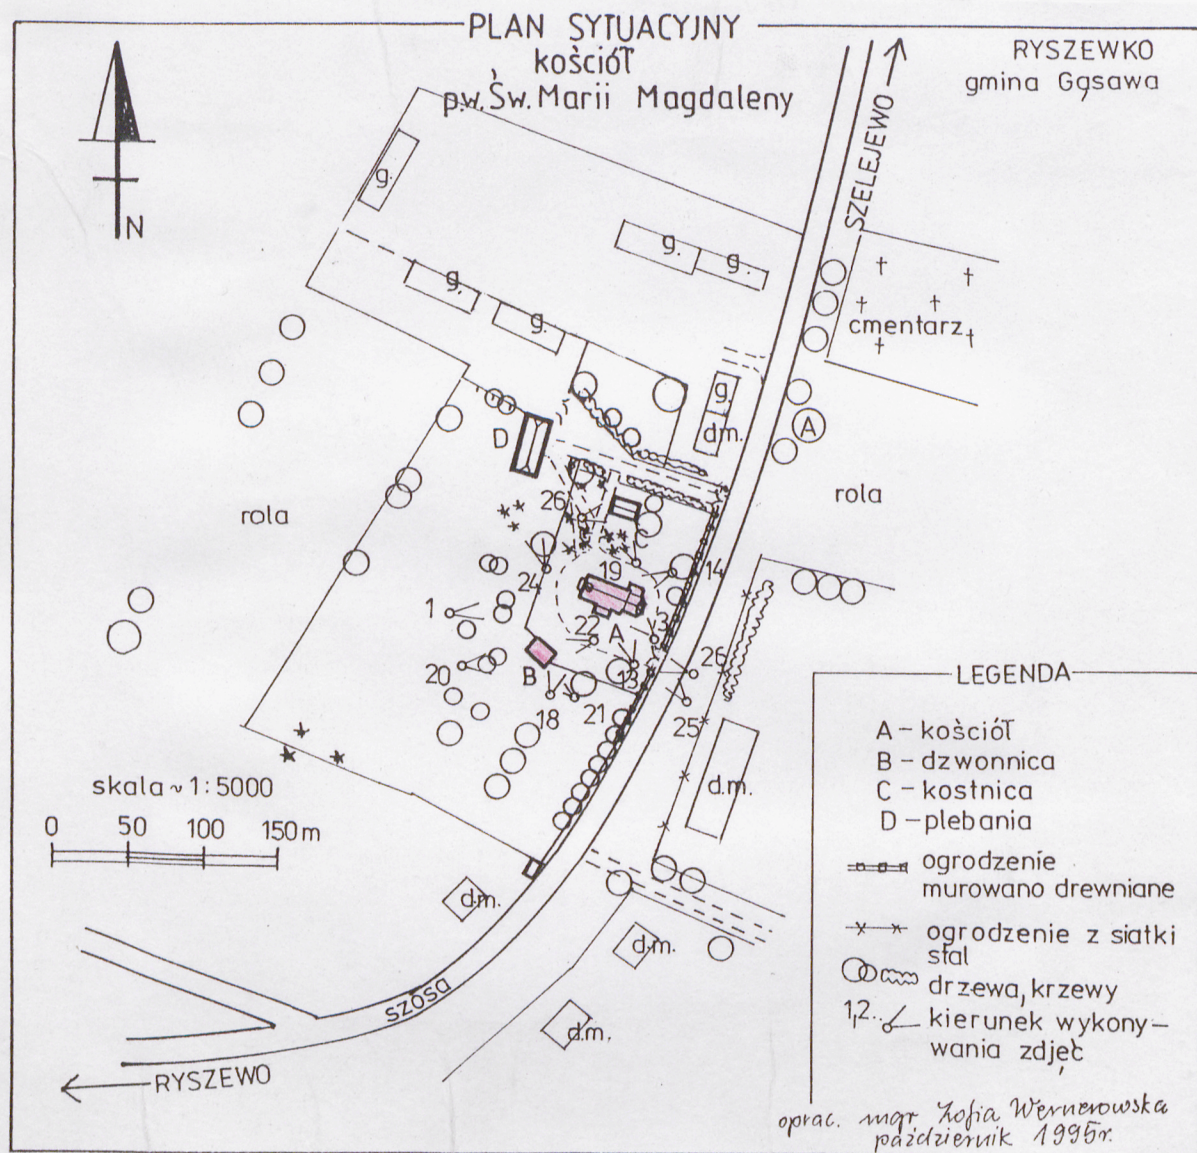 PLAN SYTUACYJNY
kościół
p.w. Św. Marii Magdaleny
RYSZEWKO
gmina Gąsawa
N
SZELEJEWO
g.
g.
g.
g.
g.
cmentarz
g.
dm.
A
D
rola
rola
26
C
24
19
14
1
22
A
3
20
B
13
26
18
21
25
d.m.
skala ~ 1:5000
0 50 100 150 m
d.m.
d.m.
d.m.
SZOSA
RYSZEWO
LEGENDA
A - kościół
B - dzwonnica
C - kostnica
D - plebania
ogrodzenie
murowano drewniane
ogrodzenie z siatki
stal
drzewa, krzewy
1,2.. kierunek wykony-
wania zdjęć
oprac. mgr Zofia Wernerowska
październik 1995r.